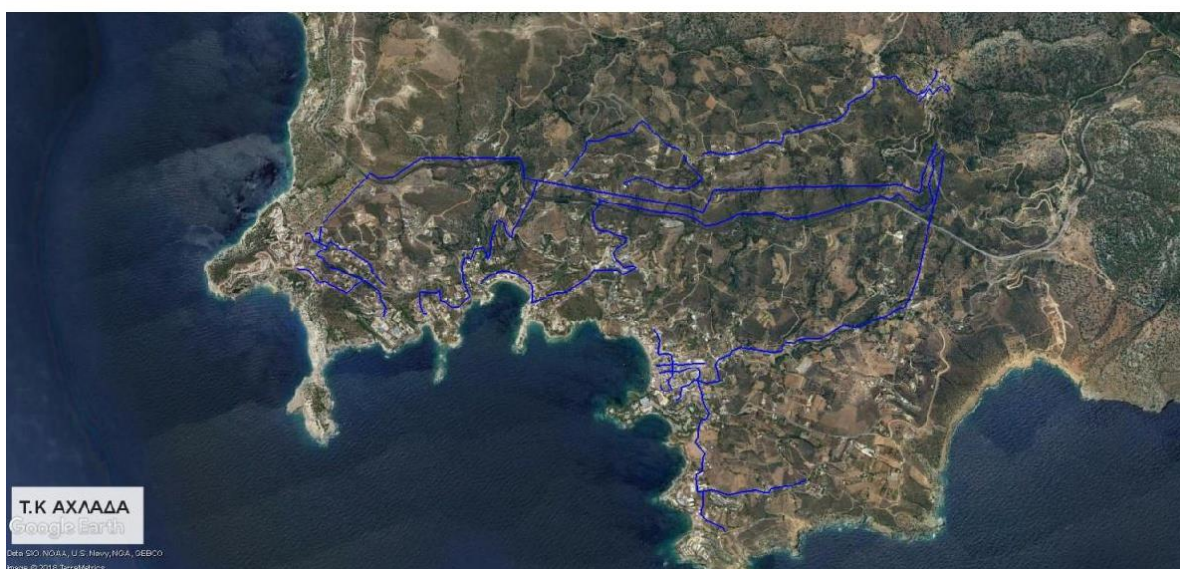 Τ.Κ ΑΧΛΑΔΑ
Google Earth
Data SIO, NOAA, U.S. Navy, NGA, GEBCO
Image © 2018 TerraMetrics